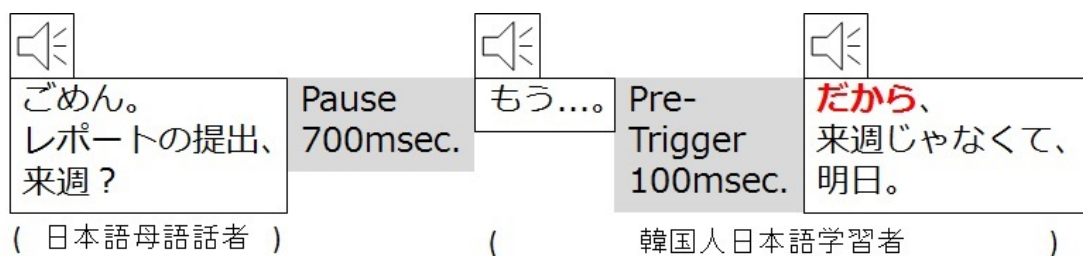 ごめん。
レポートの提出、
来週？
Pause
700msec.
もう...。
Pre-
Trigger
100msec.
だから、
来週じゃなくて、
明日。
( 日本語母語話者 )
( 韓国人日本語学習者 )